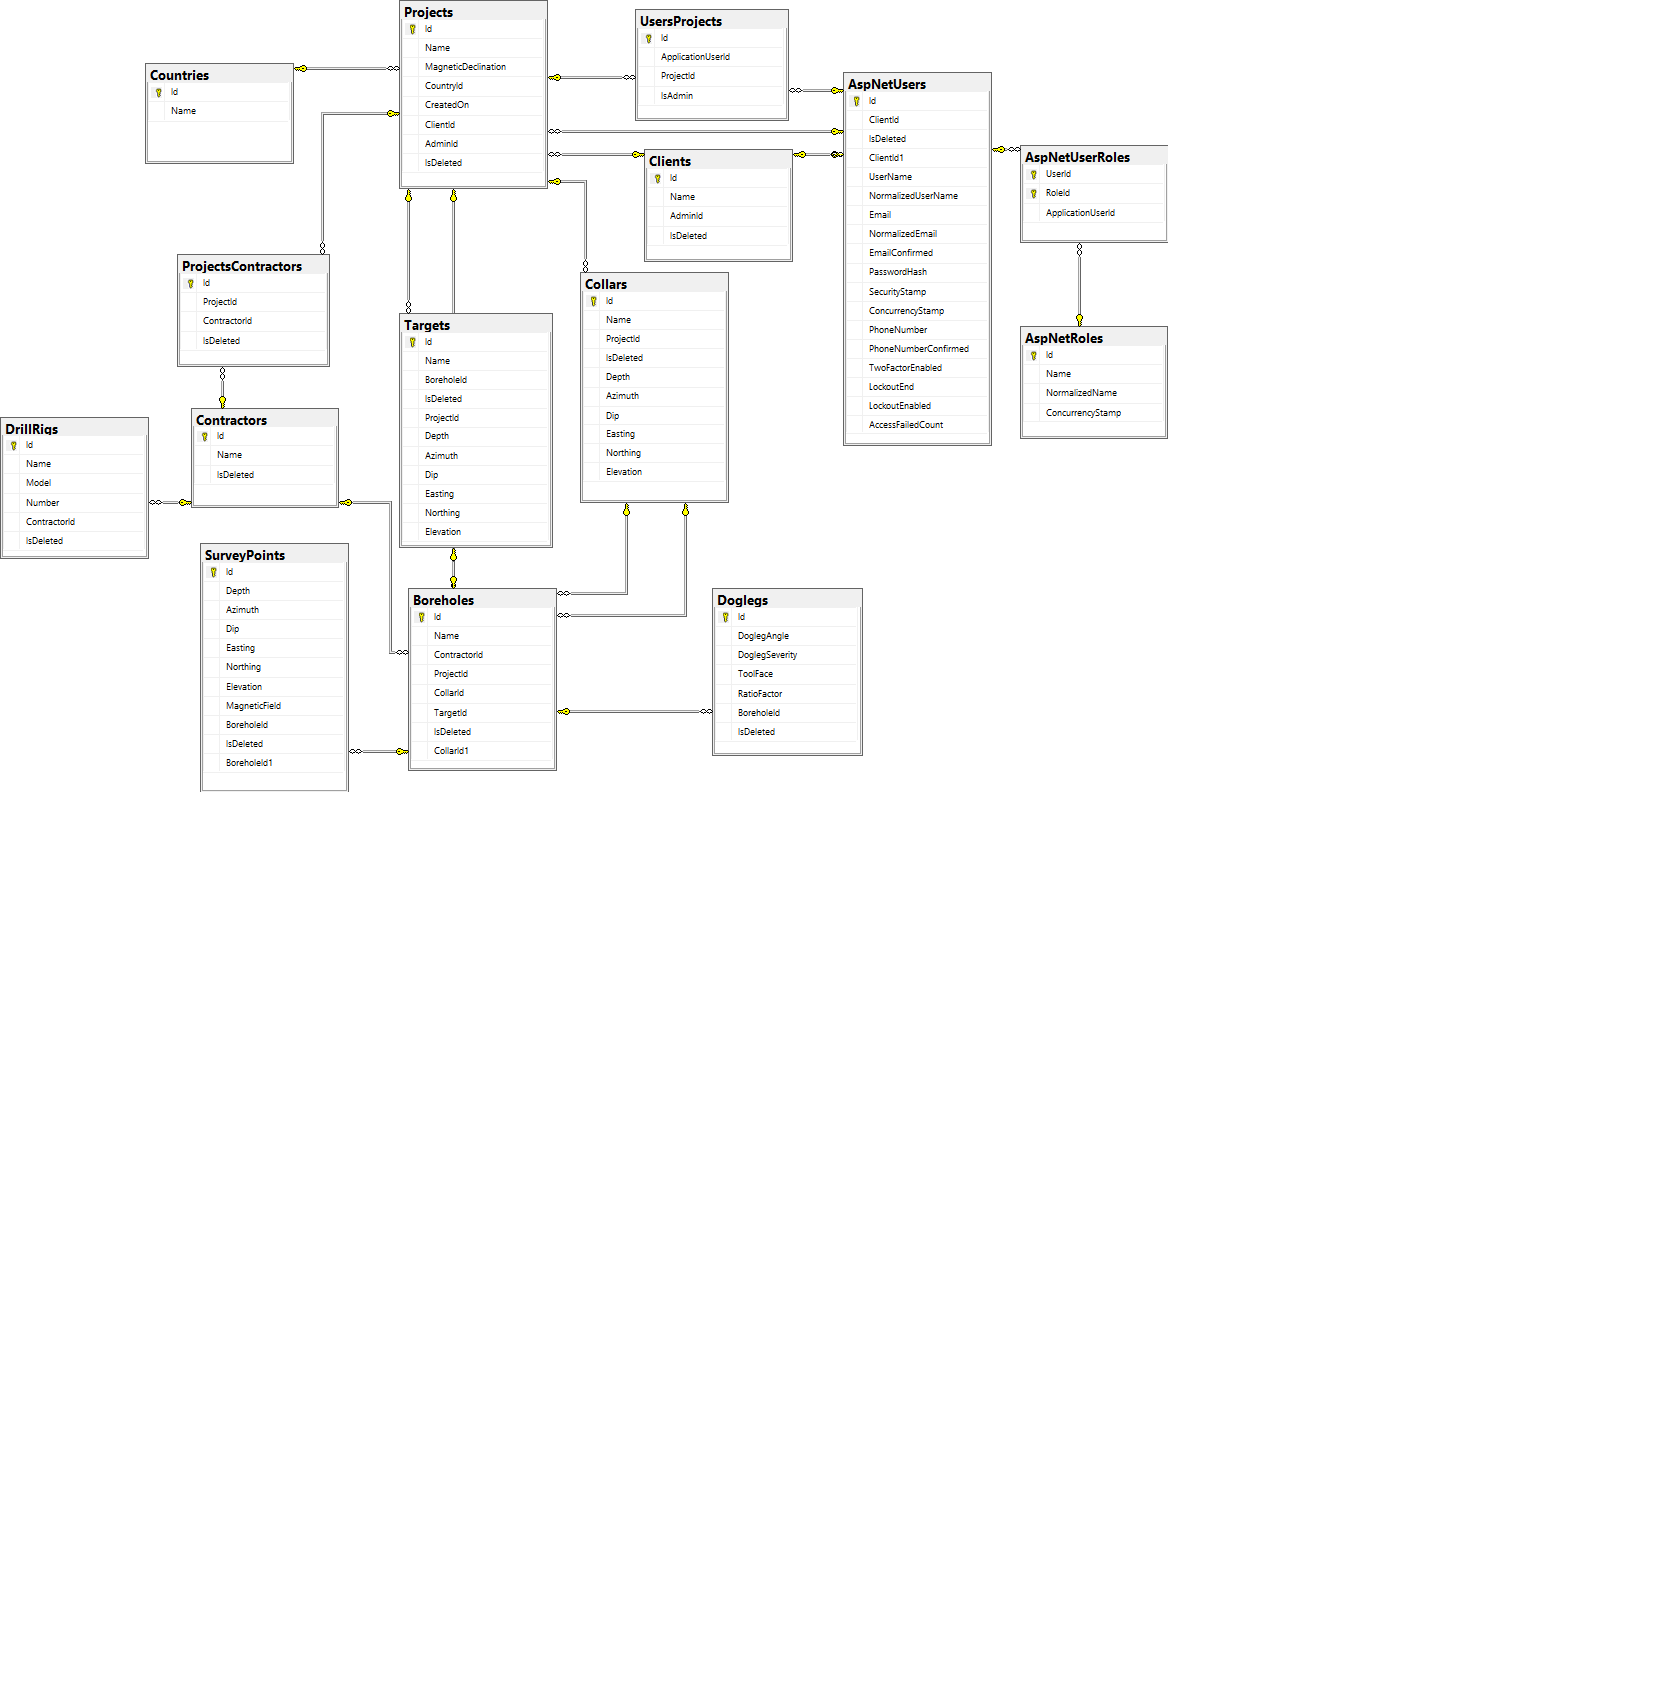 Projects
Id
Name
MagneticDeclination
CountryId
CreatedOn
ClientId
AdminId
IsDeleted
UsersProjects
Id
ApplicationUserId
ProjectId
IsAdmin
Countries
Id
Name
AspNetUsers
Id
ClientId
IsDeleted
ClientId1
UserName
NormalizedUserName
Email
NormalizedEmail
EmailConfirmed
PasswordHash
SecurityStamp
ConcurrencyStamp
PhoneNumber
PhoneNumberConfirmed
TwoFactorEnabled
LockoutEnd
LockoutEnabled
AccessFailedCount
Clients
Id
Name
AdminId
IsDeleted
AspNetUserRoles
UserId
RoleId
ApplicationUserId
ProjectsContractors
Id
ProjectId
ContractorId
IsDeleted
Collars
Id
Name
ProjectId
IsDeleted
Depth
Azimuth
Dip
Easting
Northing
Elevation
Targets
Id
Name
BoreholeId
IsDeleted
ProjectId
Depth
Azimuth
Dip
Easting
Northing
Elevation
AspNetRoles
Id
Name
NormalizedName
ConcurrencyStamp
Contractors
Id
Name
IsDeleted
DrillRigs
Id
Name
Model
Number
ContractorId
IsDeleted
SurveyPoints
Id
Depth
Azimuth
Dip
Easting
Northing
Elevation
MagneticField
BoreholeId
IsDeleted
BoreholeId1
Boreholes
Id
Name
ContractorId
ProjectId
CollarId
TargetId
IsDeleted
CollarId1
Doglegs
Id
DoglegAngle
DoglegSeverity
ToolFace
RatioFactor
BoreholeId
IsDeleted